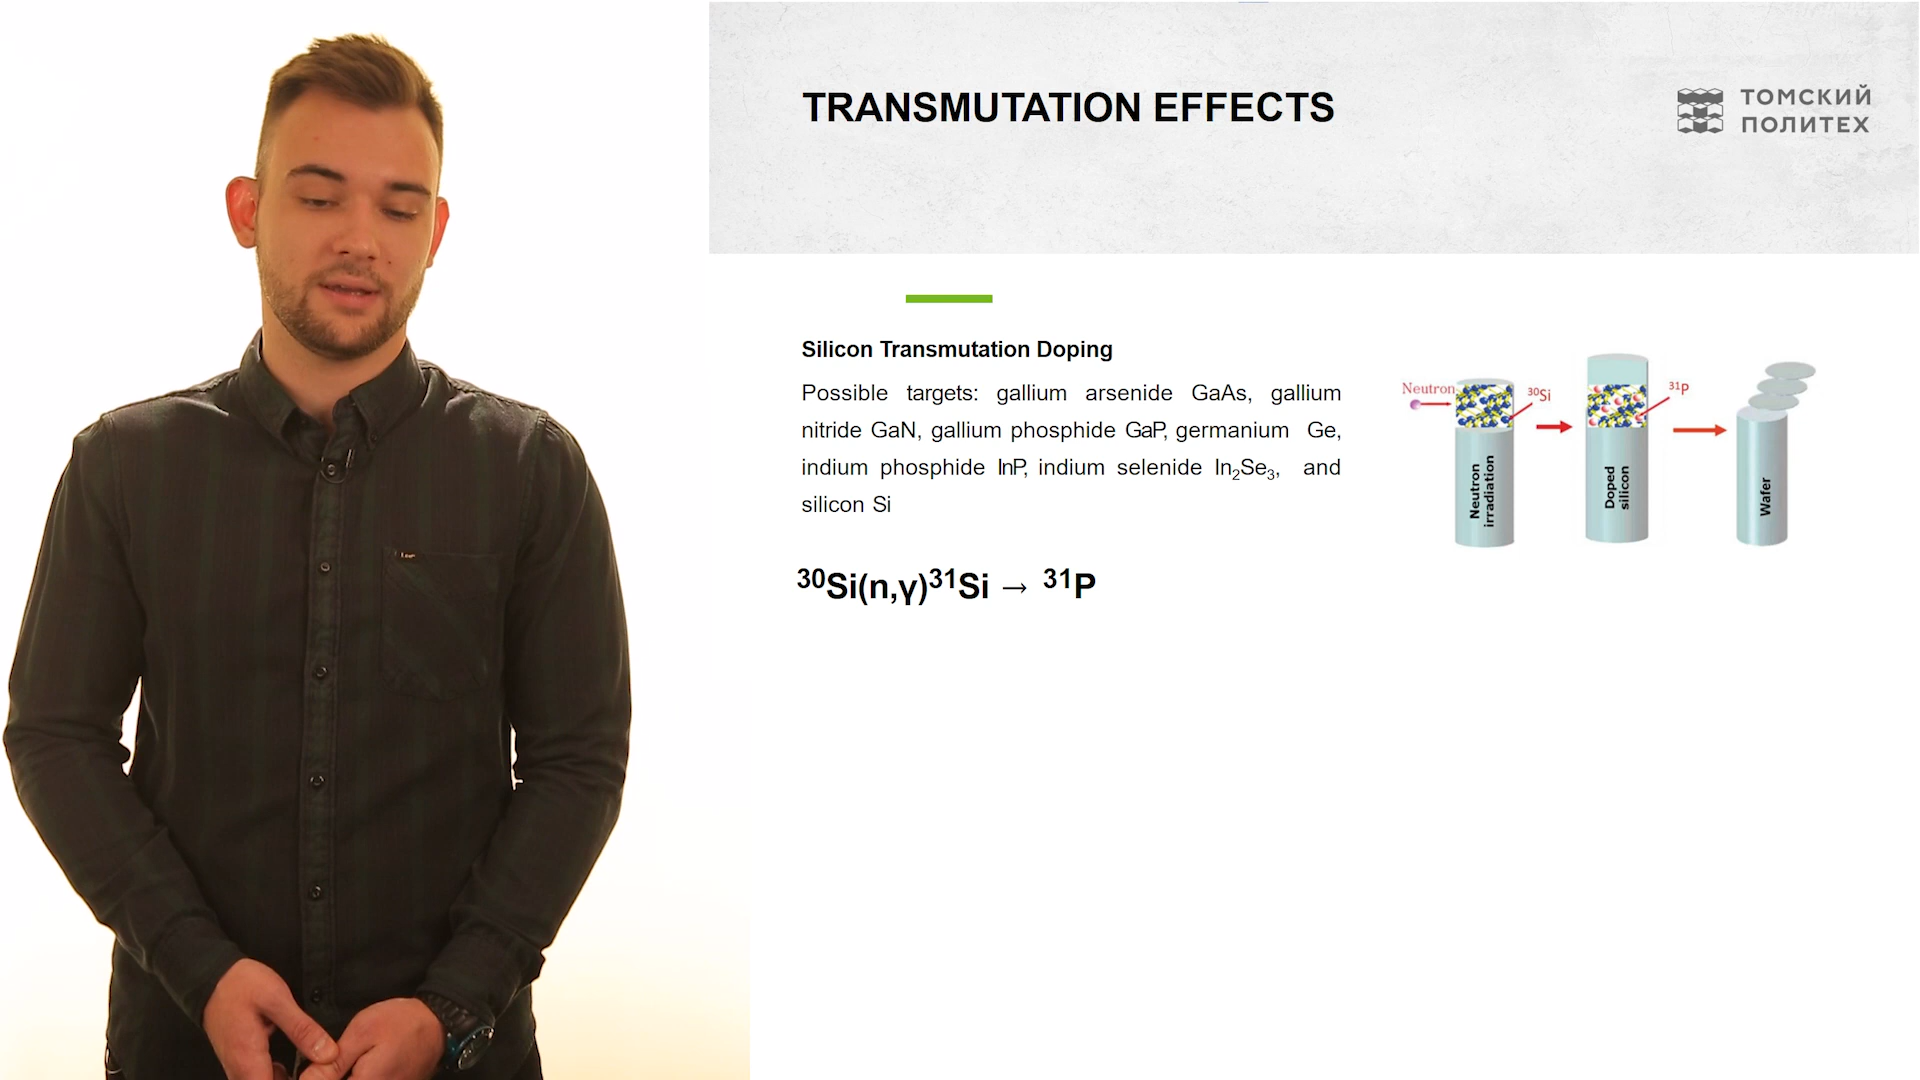 TRANSMUTATION EFFECTS
ТОМСКИЙ
ПОЛИТЕХ
Silicon Transmutation Doping
Possible targets: gallium arsenide GaAs, gallium
nitride GaN, gallium phosphide GaP, germanium Ge,
indium phosphide InP, indium selenide In₂Se₃, and
silicon Si
³⁰Si(n,γ)³¹Si → ³¹P
Neutron
³⁰Si
³¹P
Neutron
irradiation
Doped
silicon
Wafer